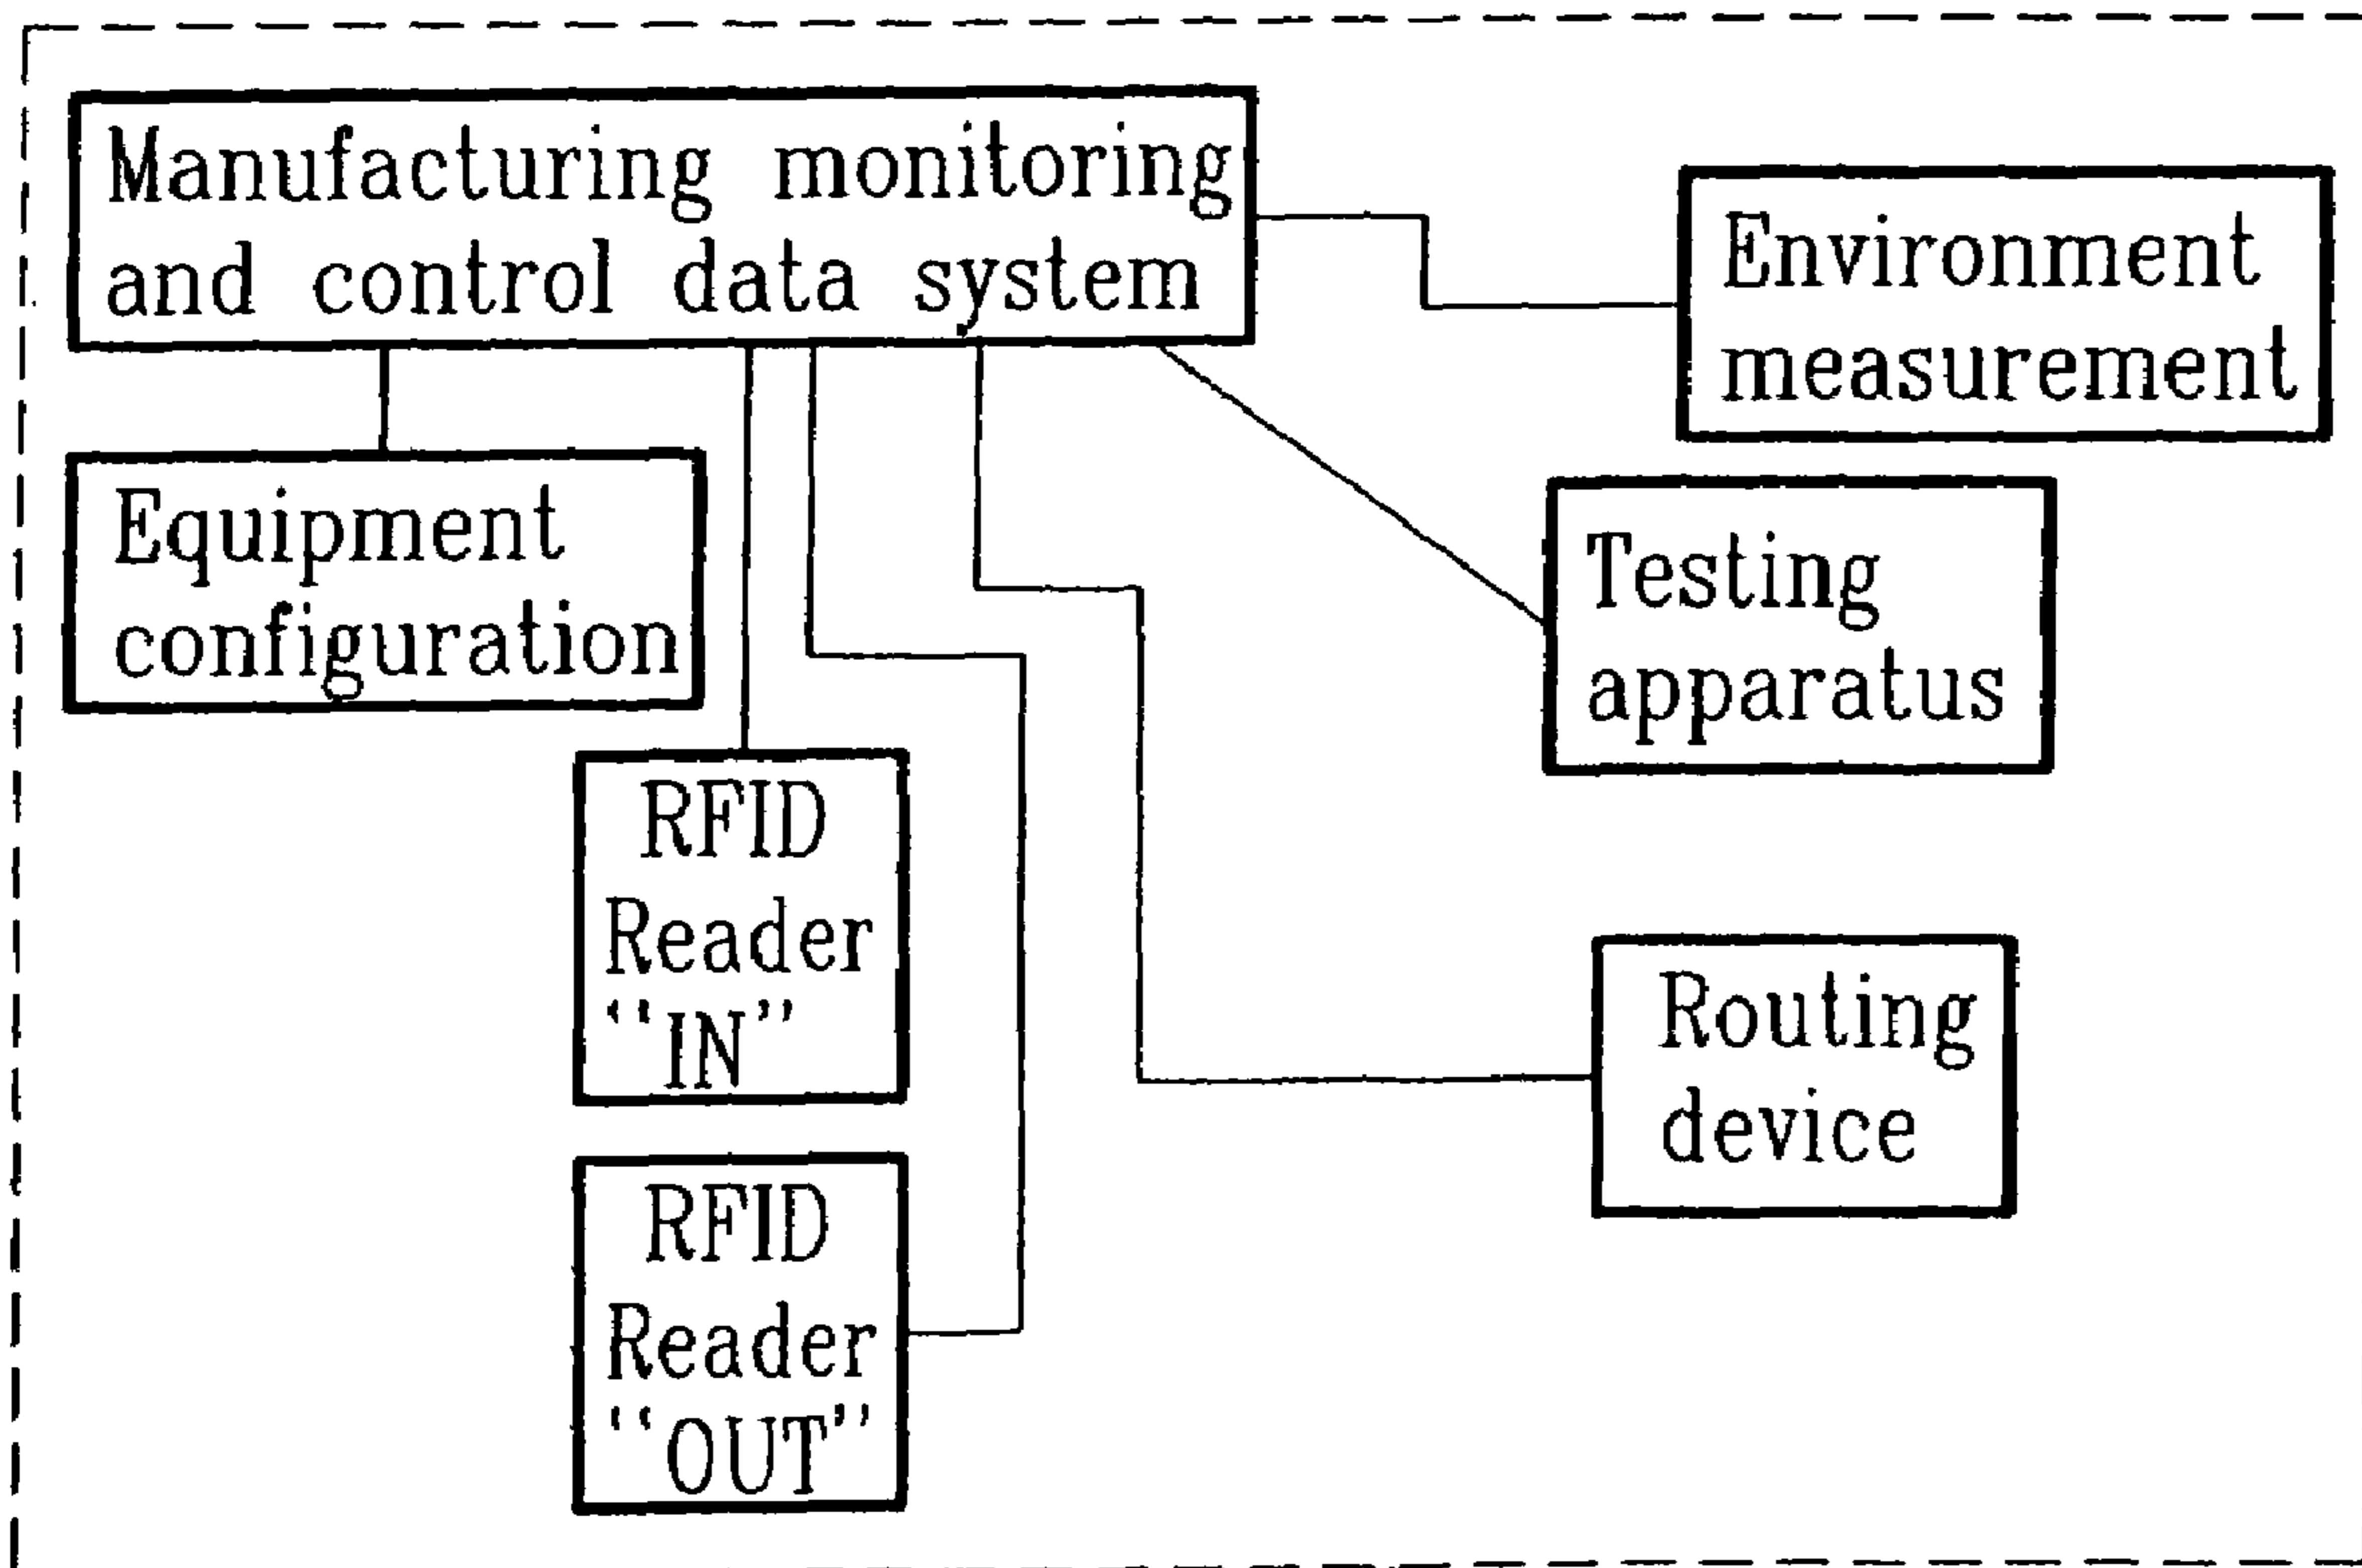 Manufacturing monitoring
and control data system
Environment
measurement
Equipment
configuration
Testing
apparatus
RFID
Reader
"IN"
Routing
device
RFID
Reader
"OUT"